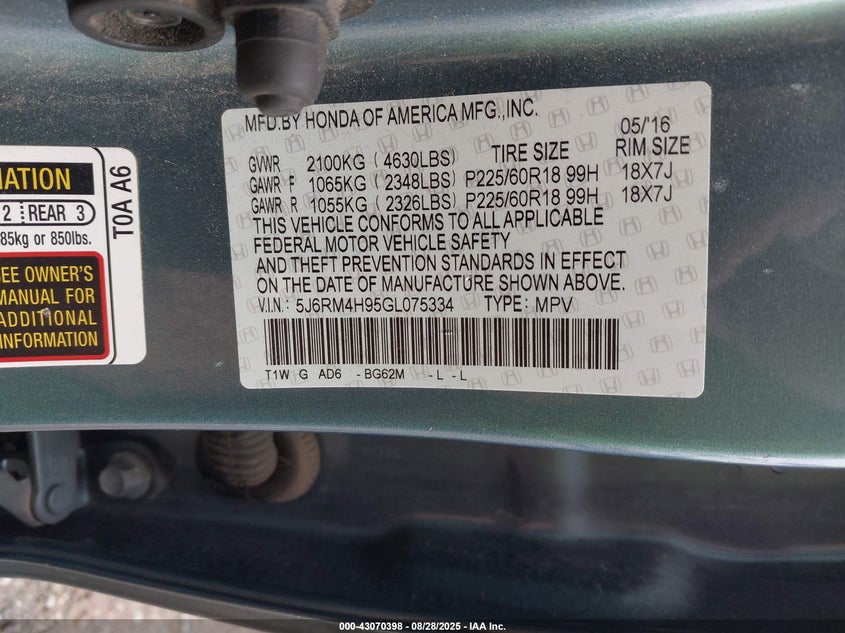 MFD.BY HONDA OF AMERICA MFG.,INC. 05/'16
GVWR 2100KG (4630LBS) TIRE SIZE RIM SIZE
GAWR F 1065KG (2348LBS) P225/60R18 99H 18X7J
GAWR R 1055KG (2326LBS) P225/60R18 99H 18X7J
THIS VEHICLE CONFORMS TO ALL APPLICABLE
FEDERAL MOTOR VEHICLE SAFETY
AND THEFT PREVENTION STANDARDS IN EFFECT
ON THE DATE OF MANUFACTURE SHOWN ABOVE.
V.I.N.: 5J6RM4H95GL075334 TYPE: MPV
T1W G AD6 -BG62M -L -L
2 REAR 3
85kg or 850lbs.
SEE OWNER'S
MANUAL FOR
ADDITIONAL
INFORMATION
T0A A6
000-43070398 - 08/28/2025 - IAA Inc.